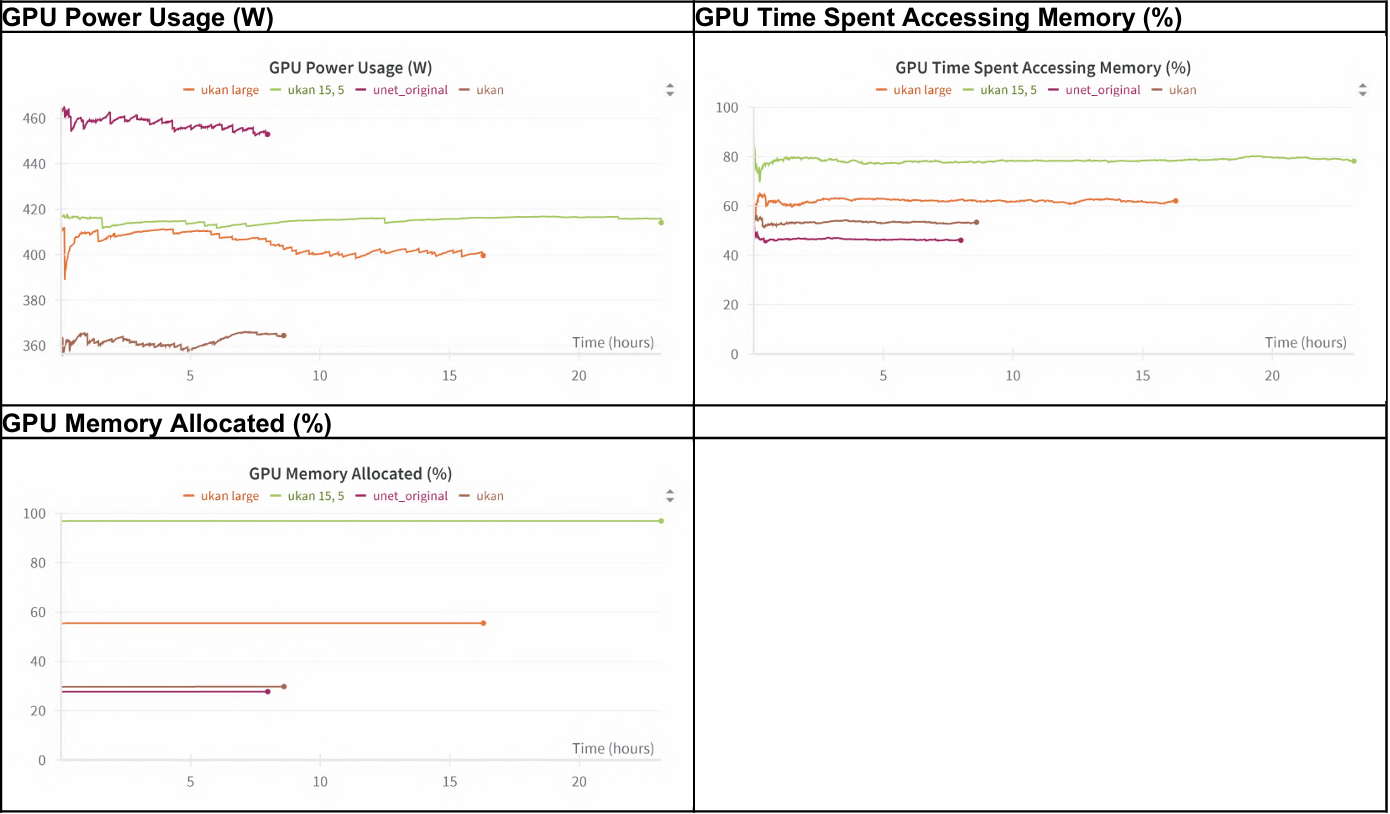 GPU Power Usage (W)
GPU Time Spent Accessing Memory (%)
GPU Power Usage (W)
ukan large ukan 15, 5 unet_original ukan
460
440
420
400
380
360
Time (hours)
5 10 15 20
GPU Time Spent Accessing Memory (%)
ukan large ukan 15, 5 unet_original ukan
100
80
60
40
20
0
Time (hours)
5 10 15 20
GPU Memory Allocated (%)
GPU Memory Allocated (%)
ukan large ukan 15, 5 unet_original ukan
100
80
60
40
20
0
Time (hours)
5 10 15 20